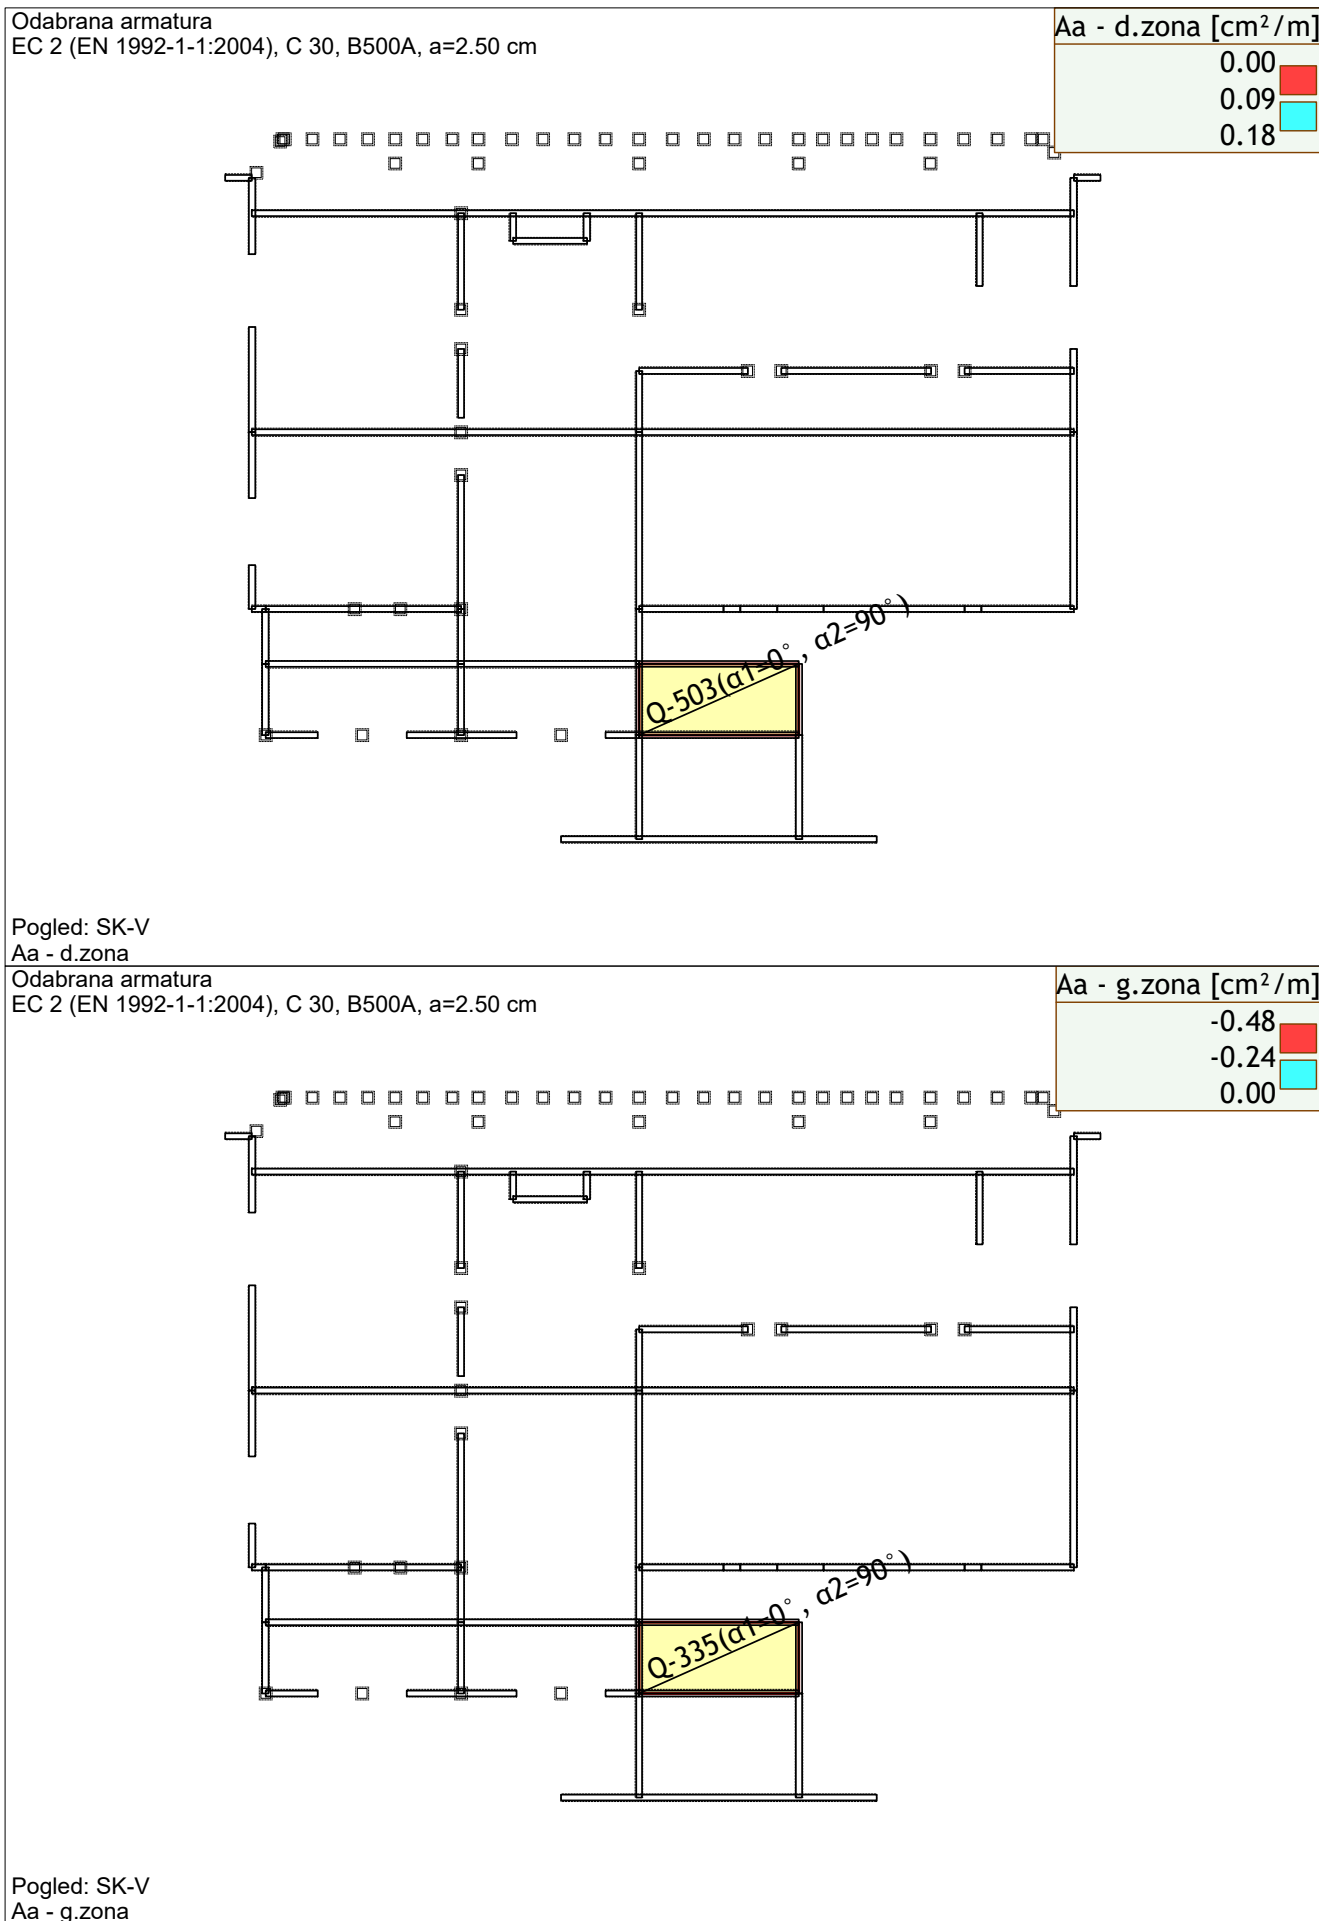 Odabrana armatura
EC 2 (EN 1992-1-1:2004), C 30, B500A, a=2.50 cm
Aa - d.zona [cm²/m]
0.00
0.09
0.18
Q-503(α1=0°, α2=90°)
Pogled: SK-V
Aa - d.zona
Odabrana armatura
EC 2 (EN 1992-1-1:2004), C 30, B500A, a=2.50 cm
Aa - g.zona [cm²/m]
-0.48
-0.24
0.00
Q-335(α1=0°, α2=90°)
Pogled: SK-V
Aa - g.zona